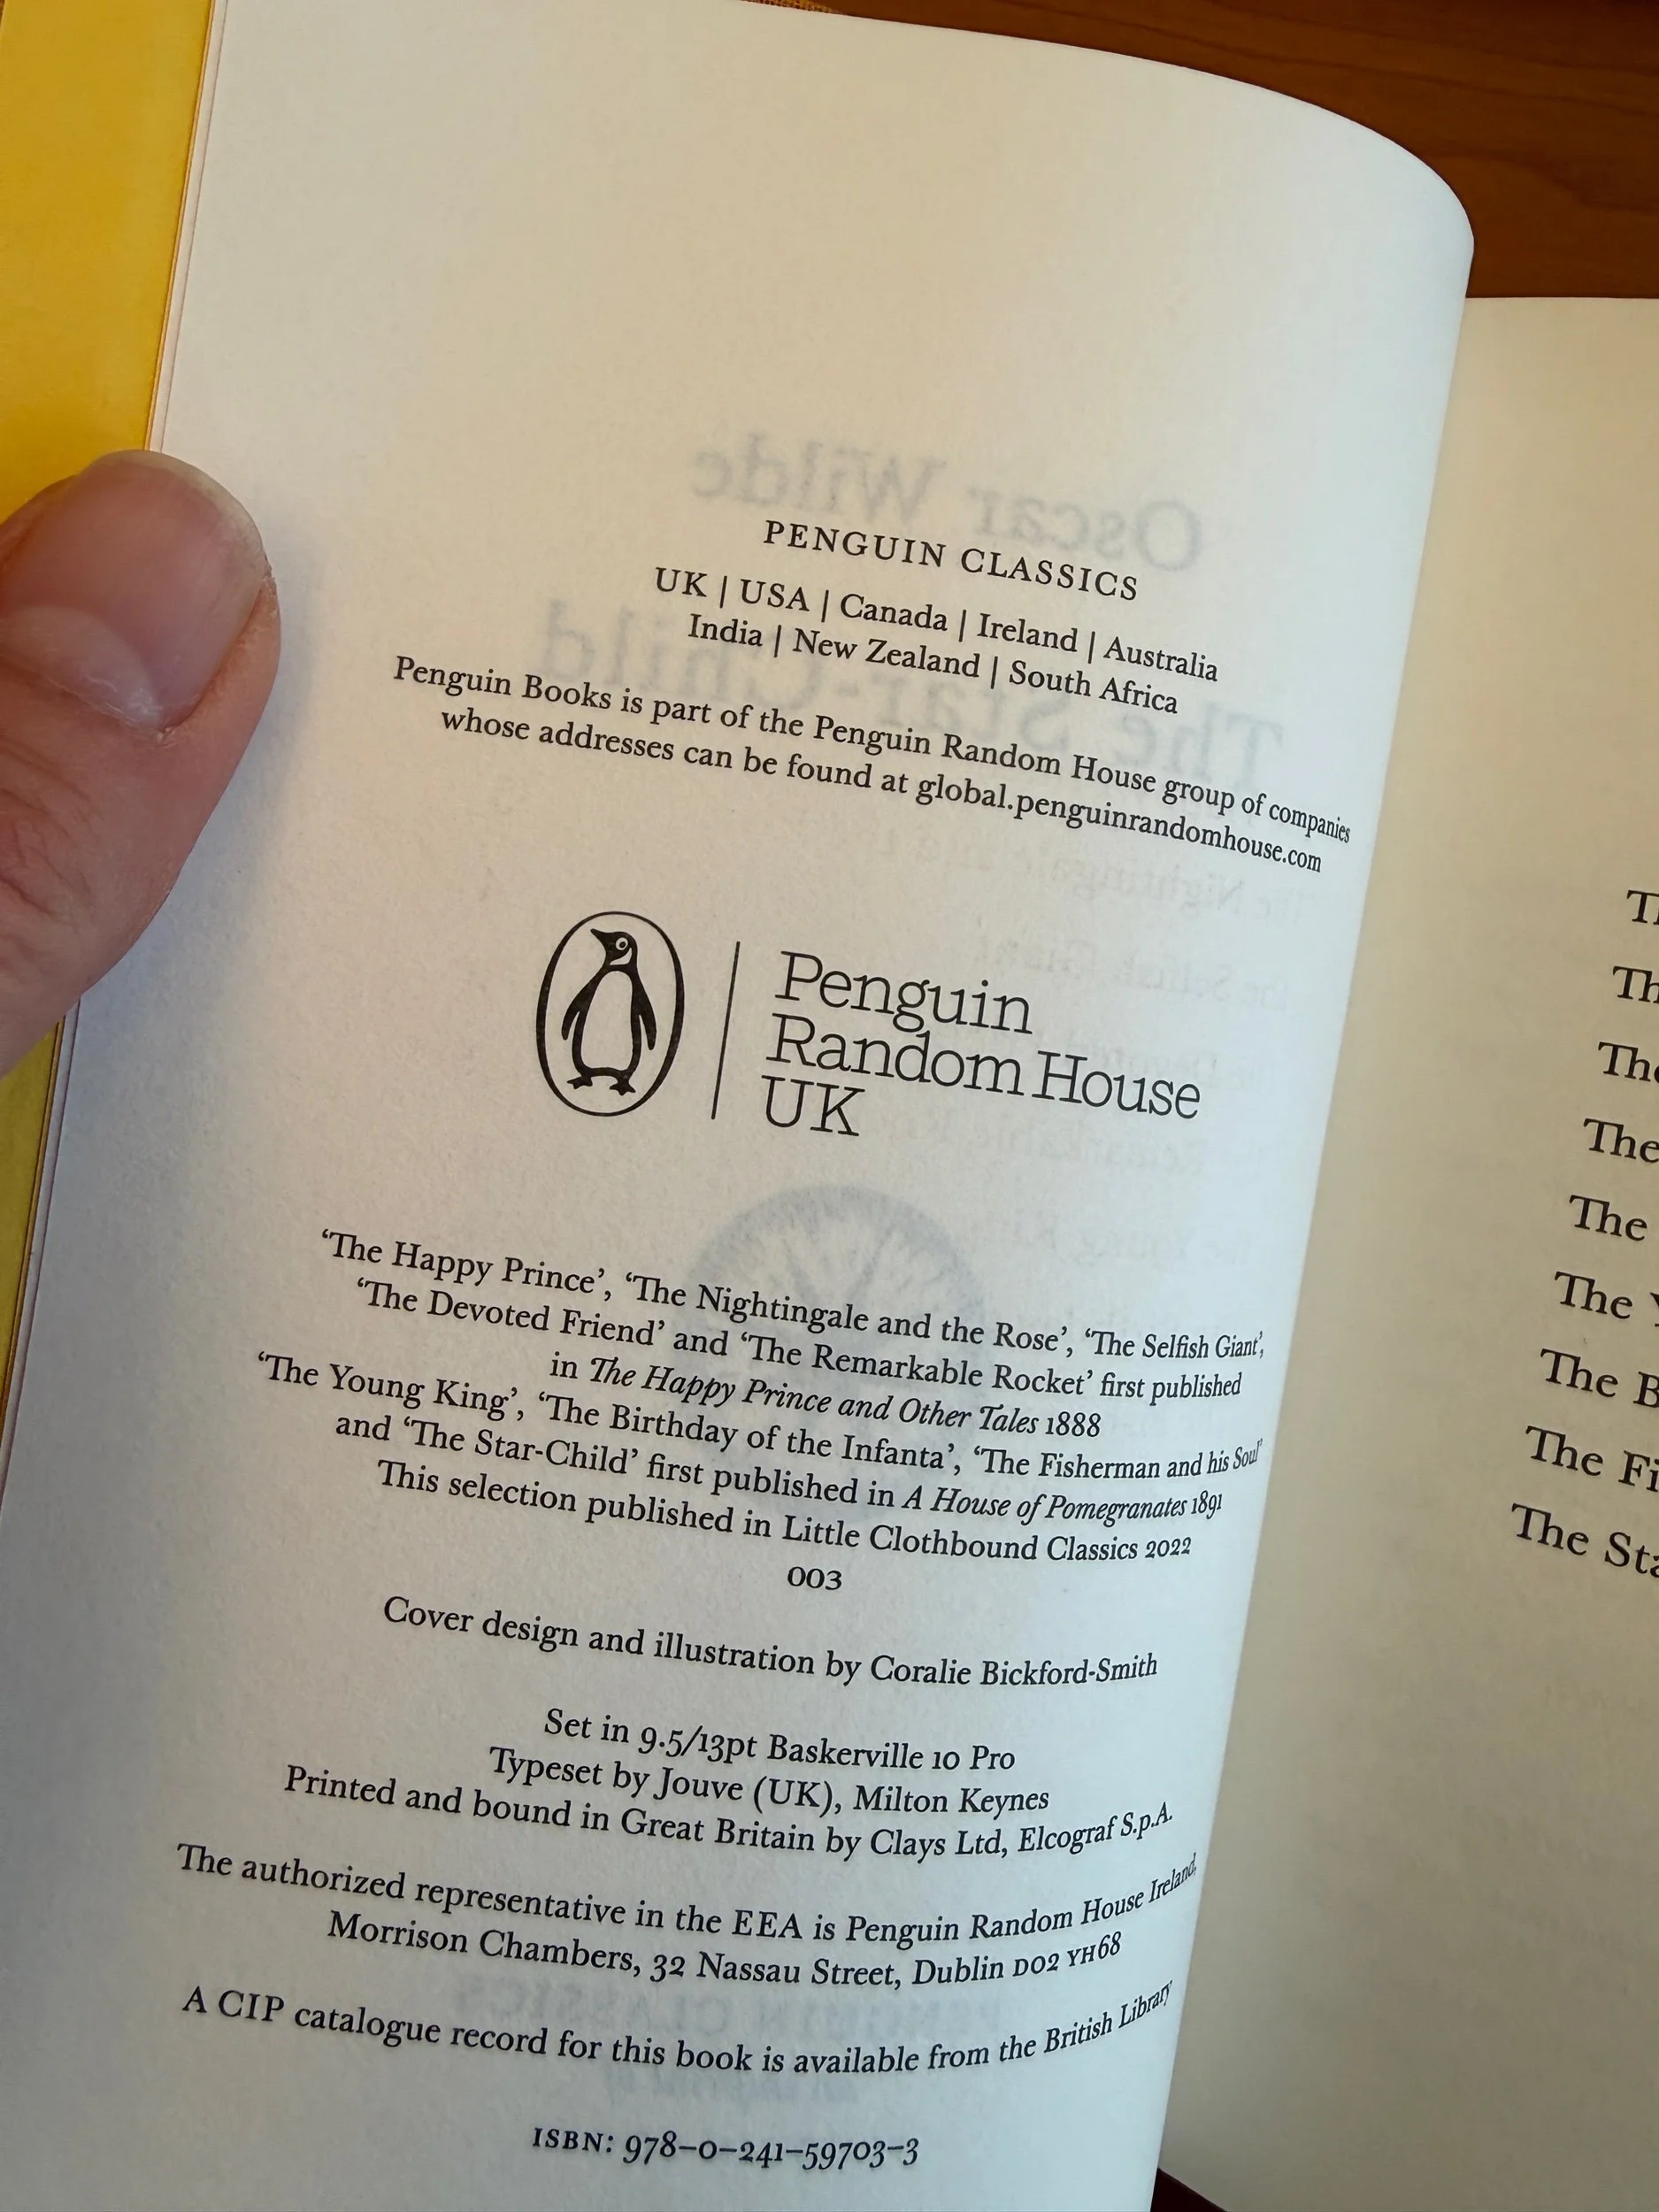 PENGUIN CLASSICS
UK | USA | Canada | Ireland | Australia
India | New Zealand | South Africa
Penguin Books is part of the Penguin Random House group of companies
whose addresses can be found at global.penguinrandomhouse.com
Penguin
Random House
UK
‘The Happy Prince’, ‘The Nightingale and the Rose’, ‘The Selfish Giant’,
‘The Devoted Friend’ and ‘The Remarkable Rocket’ first published
in The Happy Prince and Other Tales 1888
‘The Young King’, ‘The Birthday of the Infanta’, ‘The Fisherman and his Soul’
and ‘The Star-Child’ first published in A House of Pomegranates 1891
This selection published in Little Clothbound Classics 2022
003
Cover design and illustration by Coralie Bickford-Smith
Set in 9.5/13pt Baskerville 10 Pro
Typeset by Jouve (UK), Milton Keynes
Printed and bound in Great Britain by Clays Ltd, Elcograf S.p.A.
The authorized representative in the EEA is Penguin Random House Ireland,
Morrison Chambers, 32 Nassau Street, Dublin D02 YH68
A CIP catalogue record for this book is available from the British Library
ISBN: 978-0-241-59703-3
The
The
The
The
The
The
The